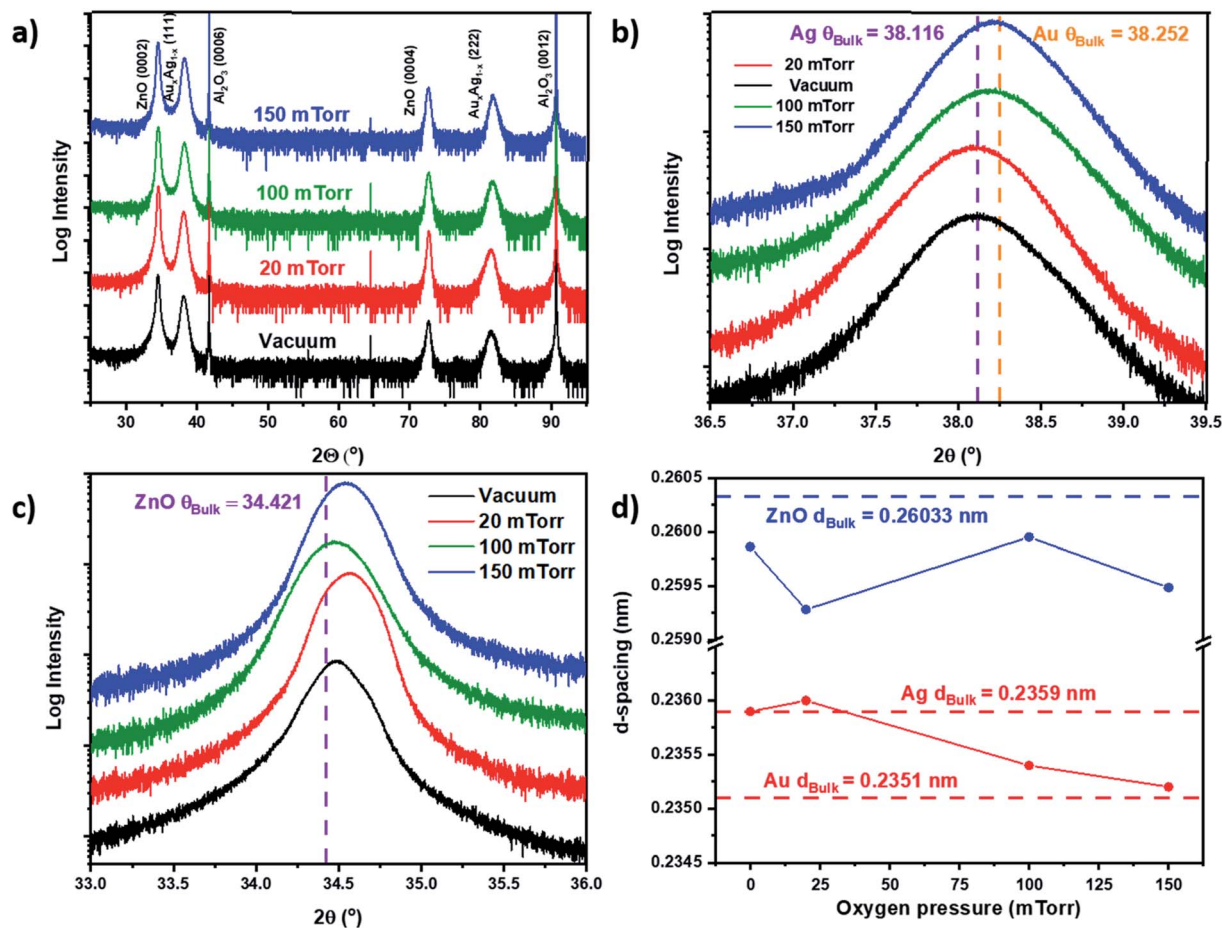 a)
ZnO (0002)
AuₓAg₁₋ₓ (111)
Al₂O₃ (0006)
ZnO (0004)
AuₓAg₁₋ₓ (222)
Al₂O₃ (0012)
150 mTorr
100 mTorr
20 mTorr
Vacuum
Log Intensity
30 40 50 60 70 80 90
2Θ (°)
b)
Ag θBulk = 38.116
Au θBulk = 38.252
20 mTorr
Vacuum
100 mTorr
150 mTorr
Log Intensity
36.5 37.0 37.5 38.0 38.5 39.0 39.5
2θ (°)
c)
ZnO θBulk = 34.421
Vacuum
20 mTorr
100 mTorr
150 mTorr
Log Intensity
33.0 33.5 34.0 34.5 35.0 35.5 36.0
2θ (°)
d)
0.2605
0.2600
0.2595
0.2590
0.2360
0.2355
0.2350
0.2345
d-spacing (nm)
ZnO dBulk = 0.26033 nm
Ag dBulk = 0.2359 nm
Au dBulk = 0.2351 nm
0 25 50 75 100 125 150
Oxygen pressure (mTorr)